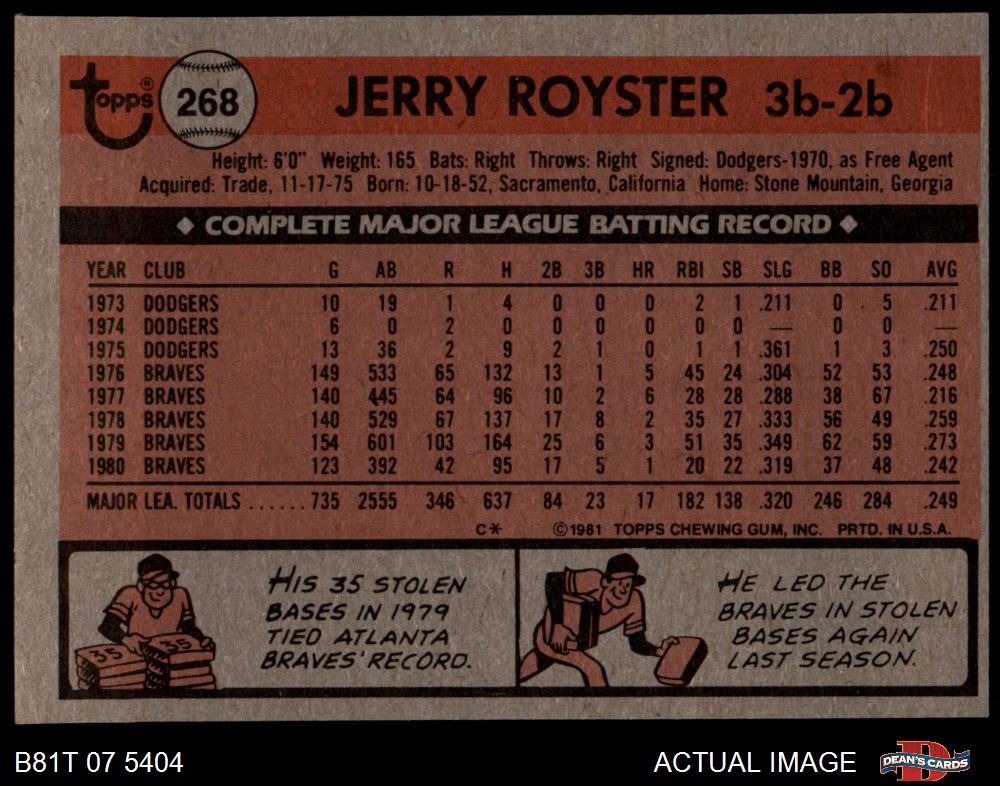 Topps ® 268 JERRY ROYSTER 3b-2b
Height: 6'0" Weight: 165 Bats: Right Throws: Right Signed: Dodgers-1970, as Free Agent
Acquired: Trade, 11-17-75 Born: 10-18-52, Sacramento, California Home: Stone Mountain, Georgia
◆ COMPLETE MAJOR LEAGUE BATTING RECORD ◆
YEAR CLUB G AB R H 2B 3B HR RBI SB SLG BB SO AVG
1973 DODGERS 10 19 1 4 0 0 0 2 1 .211 0 5 .211
1974 DODGERS 6 0 2 0 0 0 0 0 0 — 0 0 —
1975 DODGERS 13 36 2 9 2 1 0 1 1 .361 1 3 .250
1976 BRAVES 149 533 65 132 13 1 5 45 24 .304 52 53 .248
1977 BRAVES 140 445 64 96 10 2 6 28 28 .288 38 67 .216
1978 BRAVES 140 529 67 137 17 8 2 35 27 .333 56 49 .259
1979 BRAVES 154 601 103 164 25 6 3 51 35 .349 62 59 .273
1980 BRAVES 123 392 42 95 17 5 1 20 22 .319 37 48 .242
MAJOR LEA. TOTALS ...... 735 2555 346 637 84 23 17 182 138 .320 246 284 .249
C* ©1981 TOPPS CHEWING GUM, INC. PRTD. IN U.S.A.
35 35
HIS 35 STOLEN
BASES IN 1979
TIED ATLANTA
BRAVES' RECORD.
HE LED THE
BRAVES IN STOLEN
BASES AGAIN
LAST SEASON.
B81T 07 5404 ACTUAL IMAGE D DEAN'S CARDS